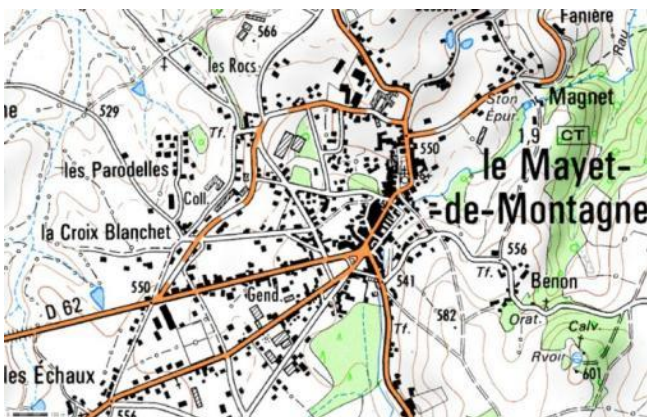 566
Fanière
les Rocs
529
Tf.
Ston
Épur.
Magnet
Rau
1,9
CT
550
les Parodelles
Coll.
le Mayet-
-de-Montagne
la Croix Blanchet
556
Tf.
Benon
550
D 62
Gend.
541
582
Orat.
Calv.
Rvoir
601
Tf.
les Echaux
556